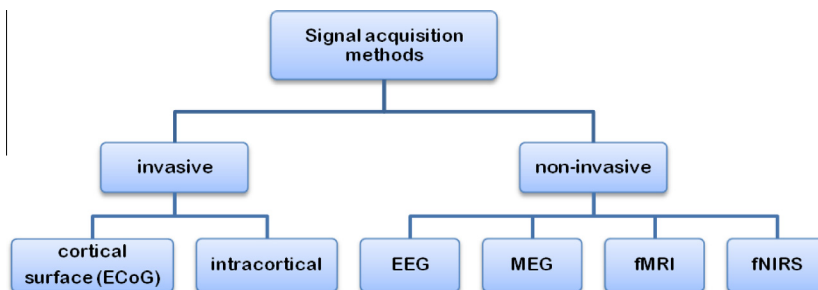 Signal acquisition
methods
invasive
non-invasive
cortical
surface (ECoG)
intracortical
EEG
MEG
fMRI
fNIRS